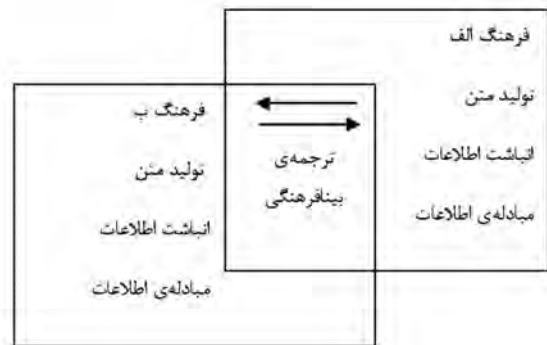 فرهنگ الف
تولید متن
انباشت اطلاعات
مبادله‌ی اطلاعات
ترجمه‌ی
بینافرهنگی
فرهنگ ب
تولید متن
انباشت اطلاعات
مبادله‌ی اطلاعات